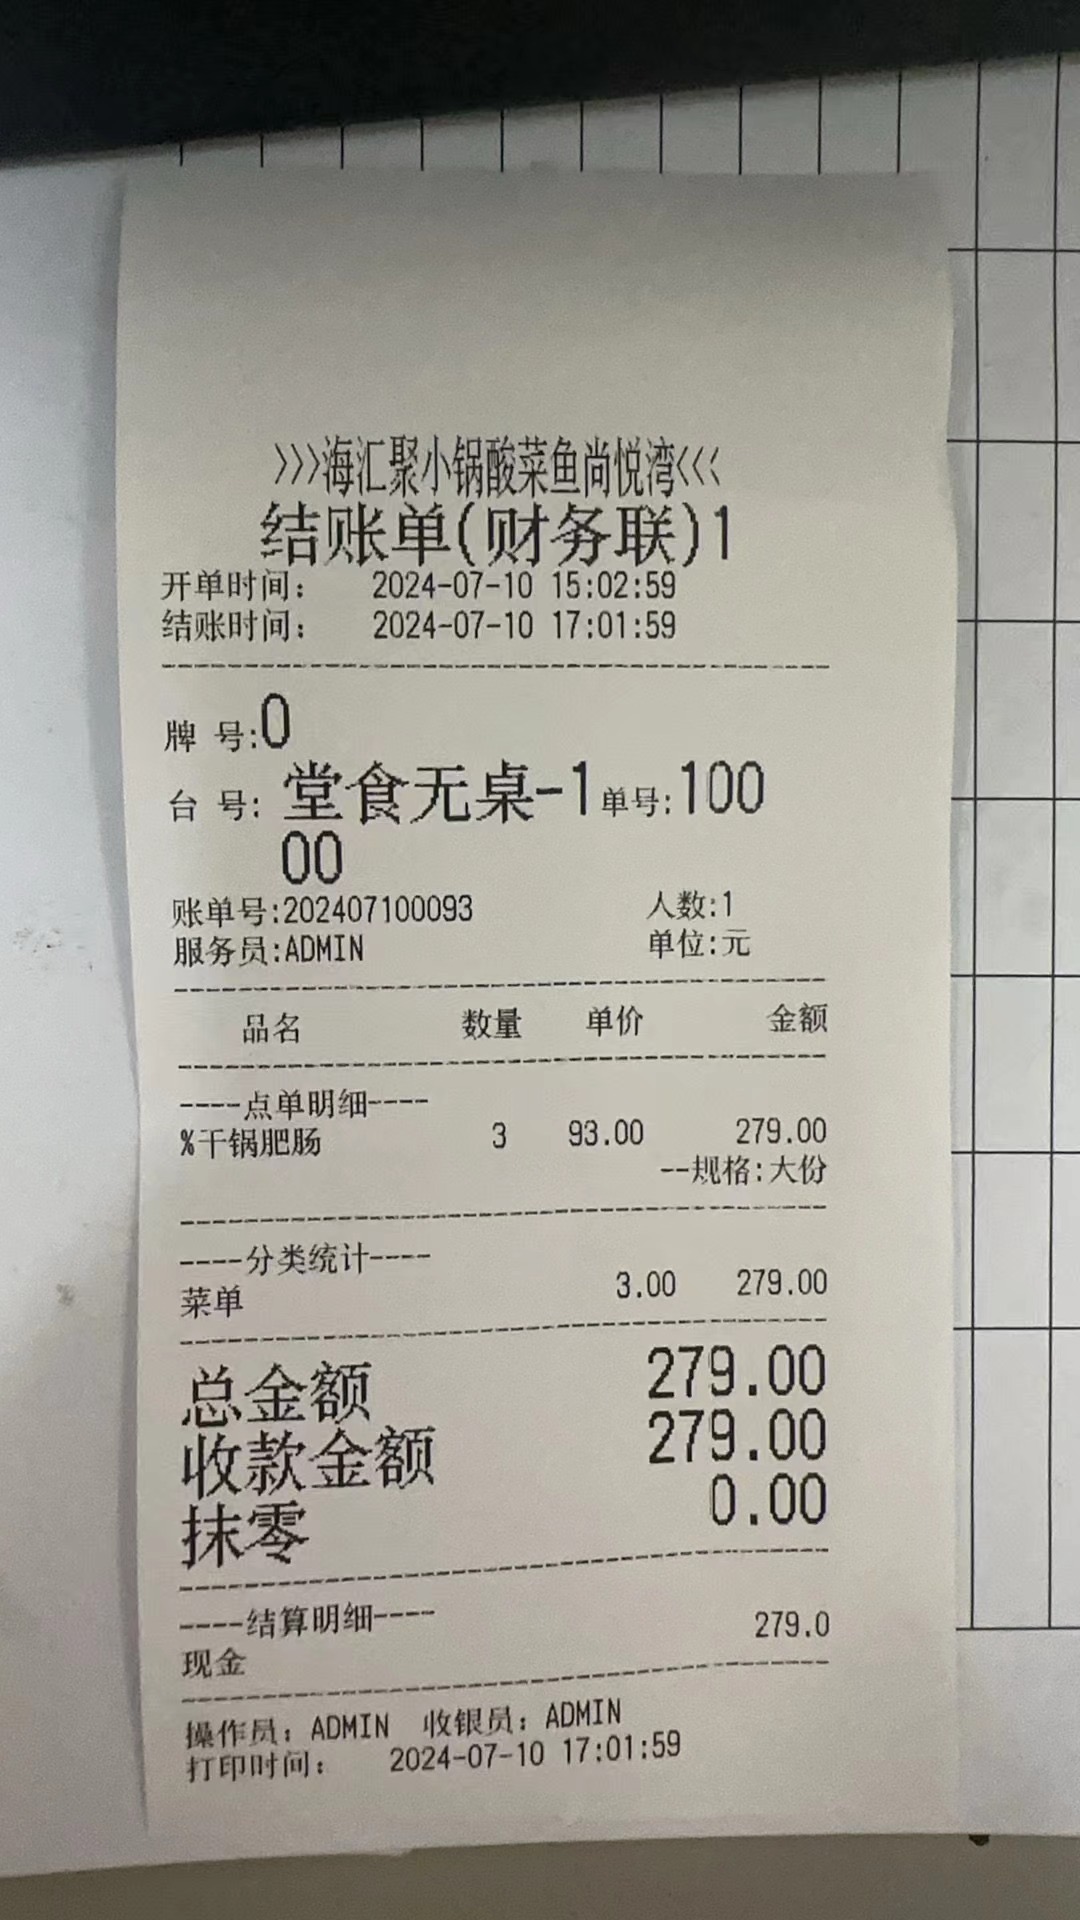 >>>海汇聚小锅酸菜鱼尚悦湾<<<
结账单(财务联)1
开单时间: 2024-07-10 15:02:59
结账时间: 2024-07-10 17:01:59
牌 号:0
台 号: 堂食无桌-1单号:100
00
账单号:202407100093 人数:1
服务员:ADMIN 单位:元
品名 数量 单价 金额
----点单明细----
%干锅肥肠 3 93.00 279.00
--规格:大份
----分类统计----
菜单 3.00 279.00
总金额 279.00
收款金额 279.00
抹零 0.00
----结算明细----
现金 279.0
操作员: ADMIN 收银员: ADMIN
打印时间: 2024-07-10 17:01:59